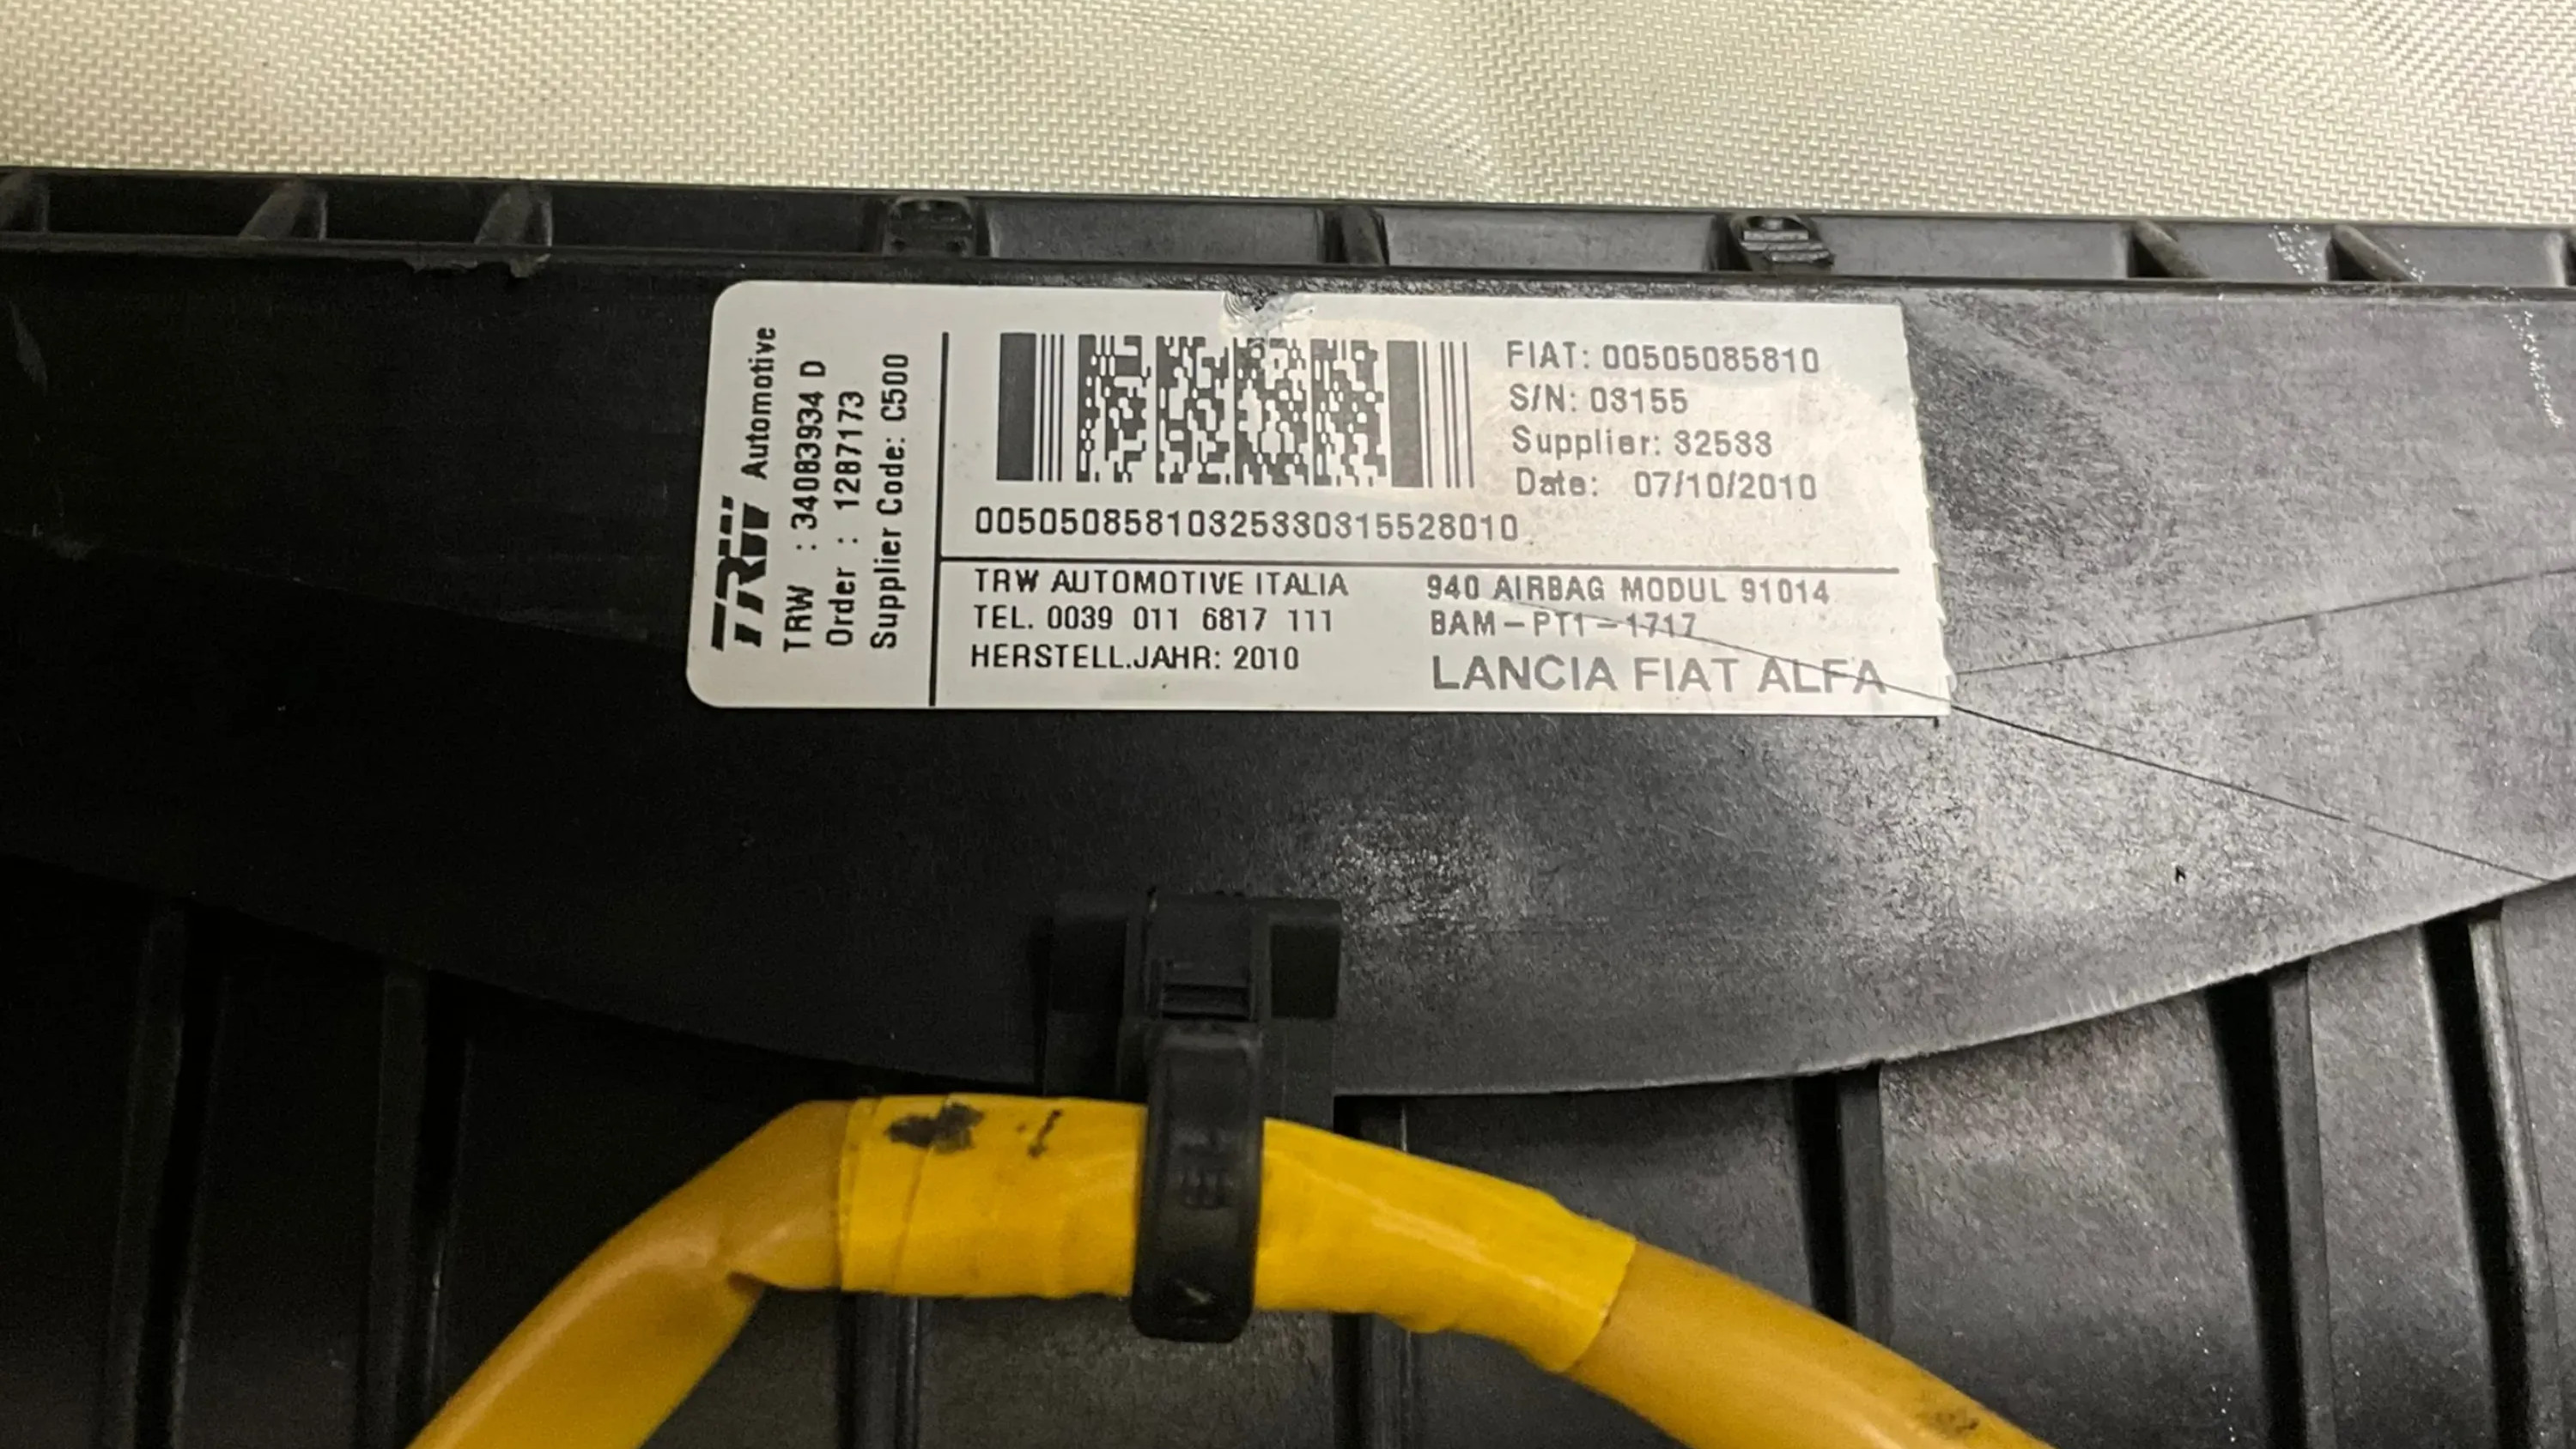 TRW Automotive
TRW : 34083934 D
Order : 1287173
Supplier Code: C500
FIAT: 00505085810
S/N: 03155
Supplier: 32533
Date: 07/10/2010
00505085810325330315528010
TRW AUTOMOTIVE ITALIA
TEL. 0039 011 6817 111
HERSTELL.JAHR: 2010
940 AIRBAG MODUL 91014
BAM-PT1-1717
LANCIA FIAT ALFA